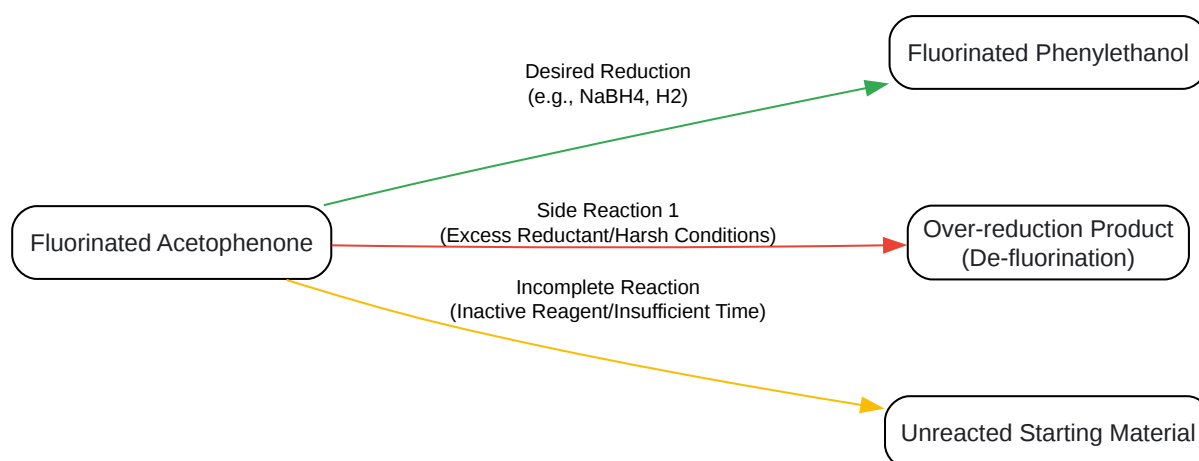 Fluorinated Phenylethanol
Desired Reduction
(e.g., NaBH4, H2)
Fluorinated Acetophenone
Side Reaction 1
(Excess Reductant/Harsh Conditions)
Over-reduction Product
(De-fluorination)
Incomplete Reaction
(Inactive Reagent/Insufficient Time)
Unreacted Starting Material